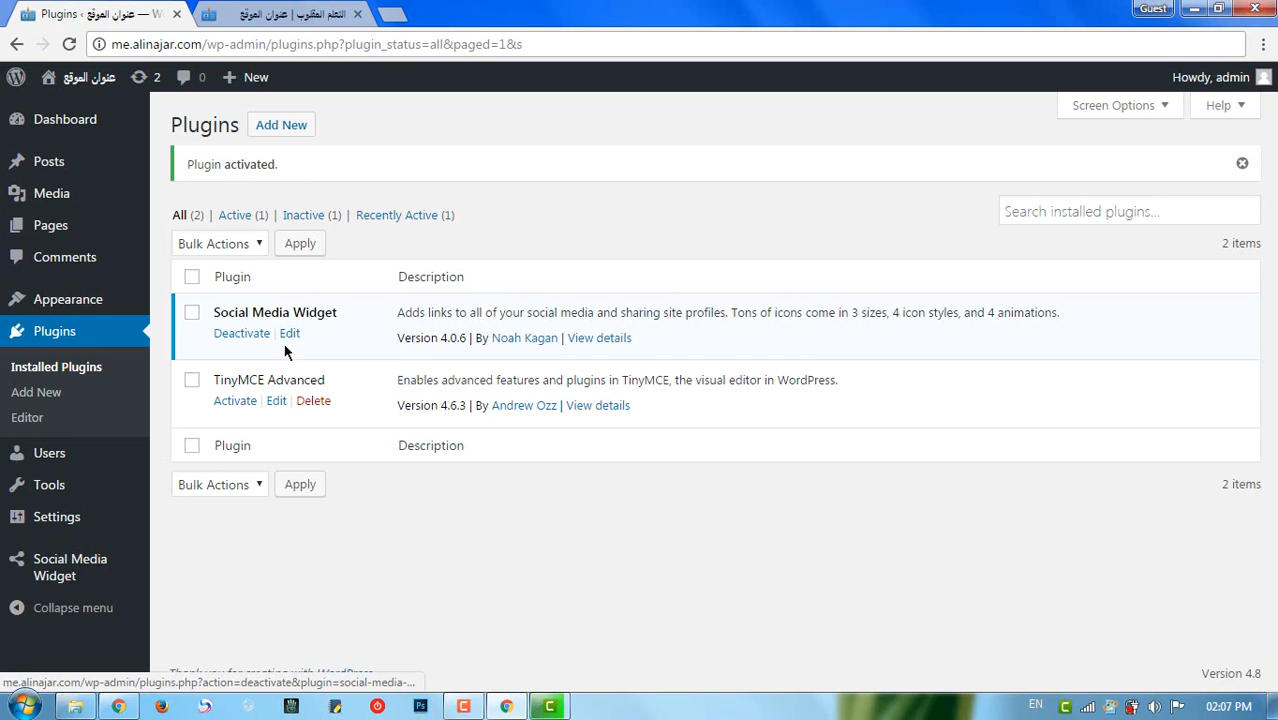 Plugins ‹ عنوان الموقع — W
التعلم المقلوب | عنوان الموقع
Guest
me.alinajar.com/wp-admin/plugins.php?plugin_status=all&paged=1&s
عنوان الموقع
2
0
New
Howdy, admin
Screen Options
Help
Dashboard
Posts
Media
Pages
Comments
Appearance
Plugins
Installed Plugins
Add New
Editor
Users
Tools
Settings
Social Media
Widget
Collapse menu
Plugins Add New
Plugin activated.
All (2) | Active (1) | Inactive (1) | Recently Active (1)
Search installed plugins...
Bulk Actions Apply
2 items
Plugin Description
Social Media Widget
Deactivate | Edit
Adds links to all of your social media and sharing site profiles. Tons of icons come in 3 sizes, 4 icon styles, and 4 animations.
Version 4.0.6 | By Noah Kagan | View details
TinyMCE Advanced
Activate | Edit | Delete
Enables advanced features and plugins in TinyMCE, the visual editor in WordPress.
Version 4.6.3 | By Andrew Ozz | View details
Plugin Description
Bulk Actions Apply
2 items
Thank you for creating with WordPress
Version 4.8
me.alinajar.com/wp-admin/plugins.php?action=deactivate&plugin=social-media-...
EN
02:07 PM